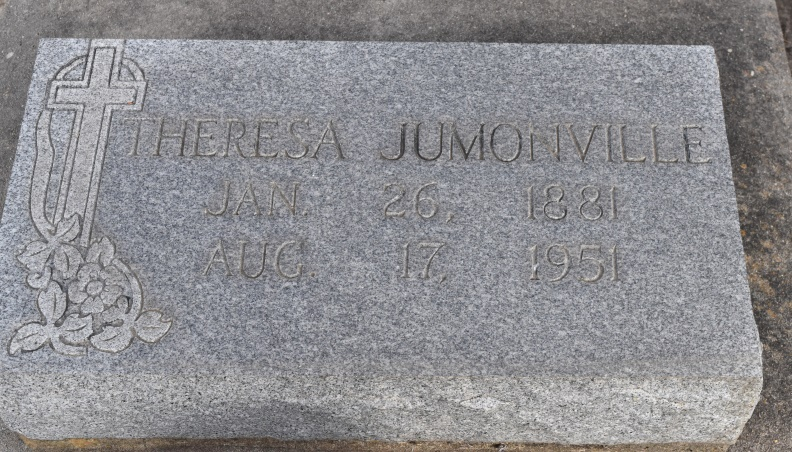 THERESA JUMONVILLE
JAN. 26, 1881
AUG. 17, 1951